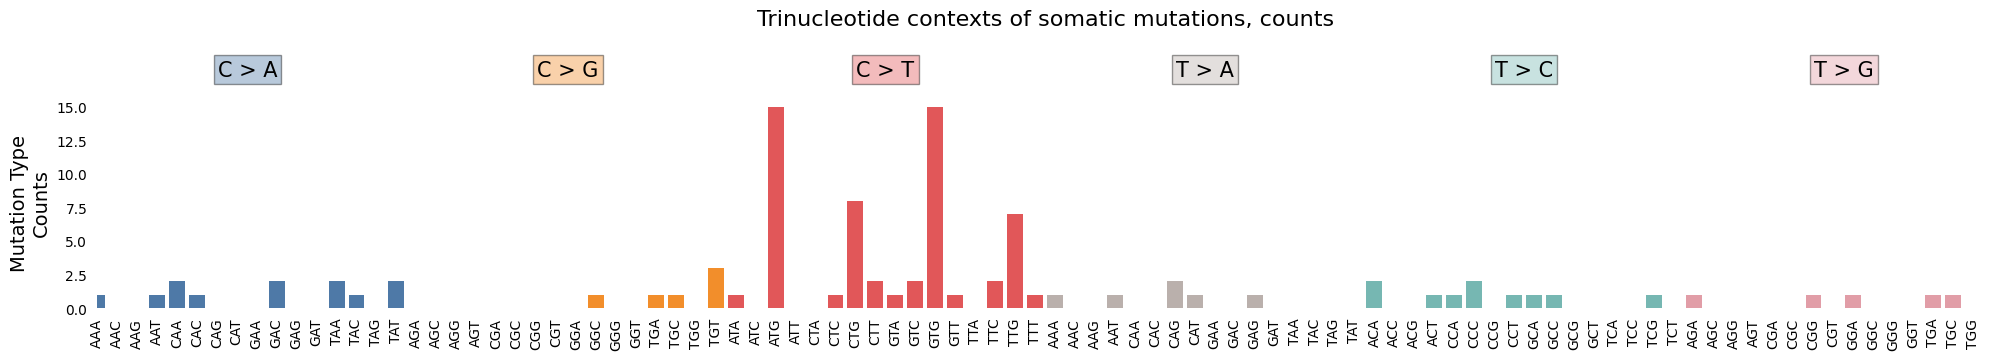 Trinucleotide contexts of somatic mutations, counts
C > A C > G C > T T > A T > C T > G
Mutation Type
Counts
15.0
12.5
10.0
7.5
5.0
2.5
0.0
AAA AAC AAG AAT CAA CAC CAG CAT GAA GAC GAG GAT TAA TAC TAG TAT AGA AGC AGG AGT CGA CGC CGG CGT GGA GGC GGG GGT TGA TGC TGG TGT ATA ATC ATG ATT CTA CTC CTG CTT GTA GTC GTG GTT TTA TTC TTG TTT AAA AAC AAG AAT CAA CAC CAG CAT GAA GAC GAG GAT TAA TAC TAG TAT ACA ACC ACG ACT CCA CCC CCG CCT GCA GCC GCG GCT TCA TCC TCG TCT AGA AGC AGG AGT CGA CGC CGG CGT GGA GGC GGG GGT TGA TGC TGG